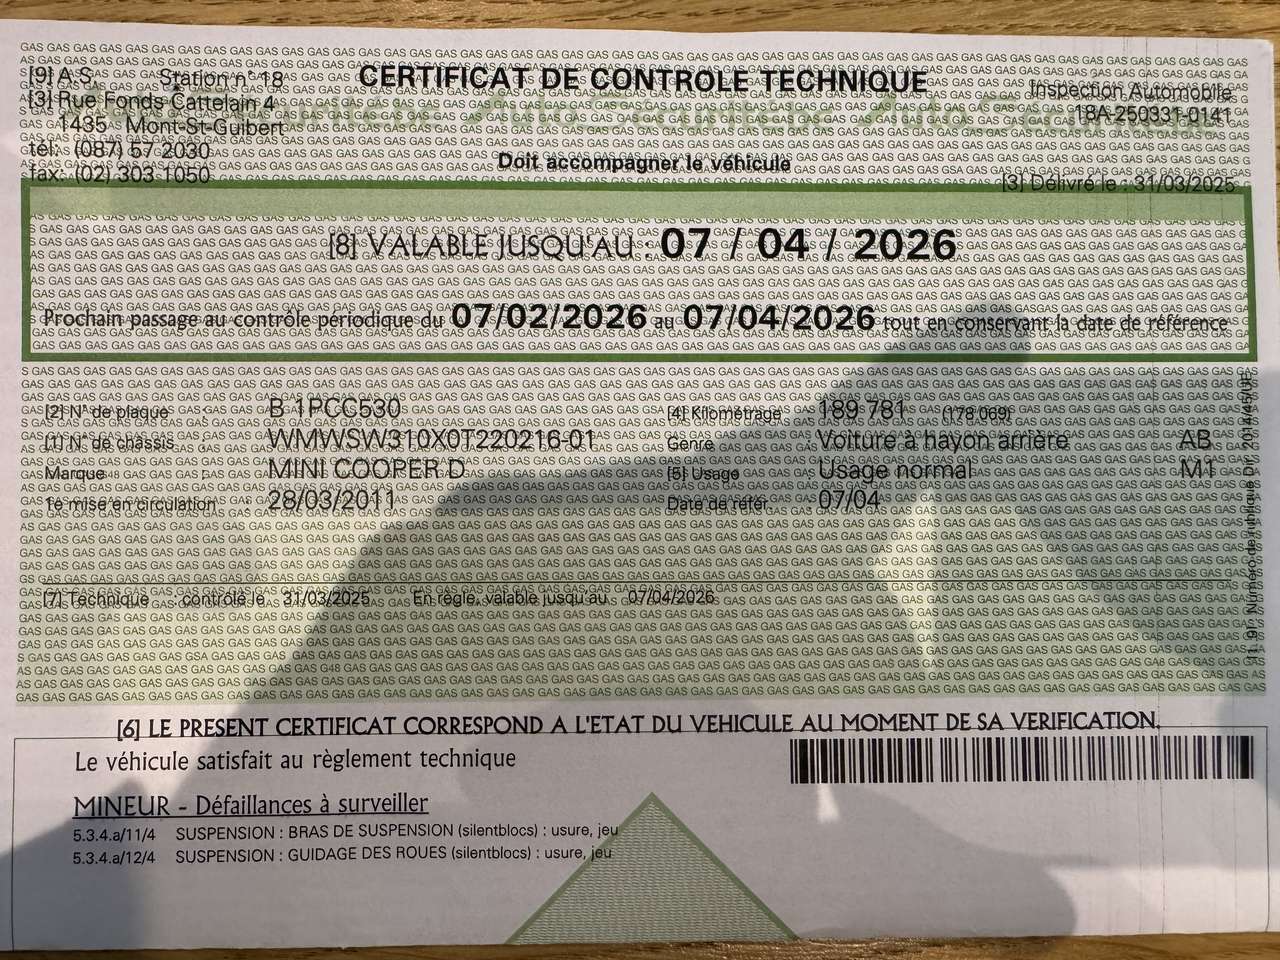 [9] A.S. Station n° 18
CERTIFICAT DE CONTROLE TECHNIQUE
Inspection Automobile
[3] Rue Fonds Cattelain 4
18A-250331-0141
1435 Mont-St-Guibert
tél: (087) 57 2030
Doit accompagner le véhicule
fax: (02) 303 1050
[3] Délivré le : 31/03/2025
[8] VALABLE JUSQU'AU : 07 / 04 / 2026
Prochain passage au contrôle périodique du 07/02/2026 au 07/04/2026 tout en conservant la date de référence
[2] N° de plaque : B 1PCC530
[4] Kilométrage 189 781 (178.069)
[1] N° de châssis : WMWSW310X0T220216-01
Genre Voiture à hayon arrière AB
Marque : MINI COOPER D
[5] Usage Usage normal M1
1e mise en circulation : 28/03/2011
Date de référ. 07/04
[7] Technique : contrôlé le 31/03/2025 En règle, valable jusqu'au 07/04/2026
[6] LE PRESENT CERTIFICAT CORRESPOND A L'ETAT DU VEHICULE AU MOMENT DE SA VERIFICATION.
Le véhicule satisfait au règlement technique
MINEUR - Défaillances à surveiller
5.3.4.a/11/4 SUSPENSION : BRAS DE SUSPENSION (silentblocs) : usure, jeu
5.3.4.a/12/4 SUSPENSION : GUIDAGE DES ROUES (silentblocs) : usure, jeu